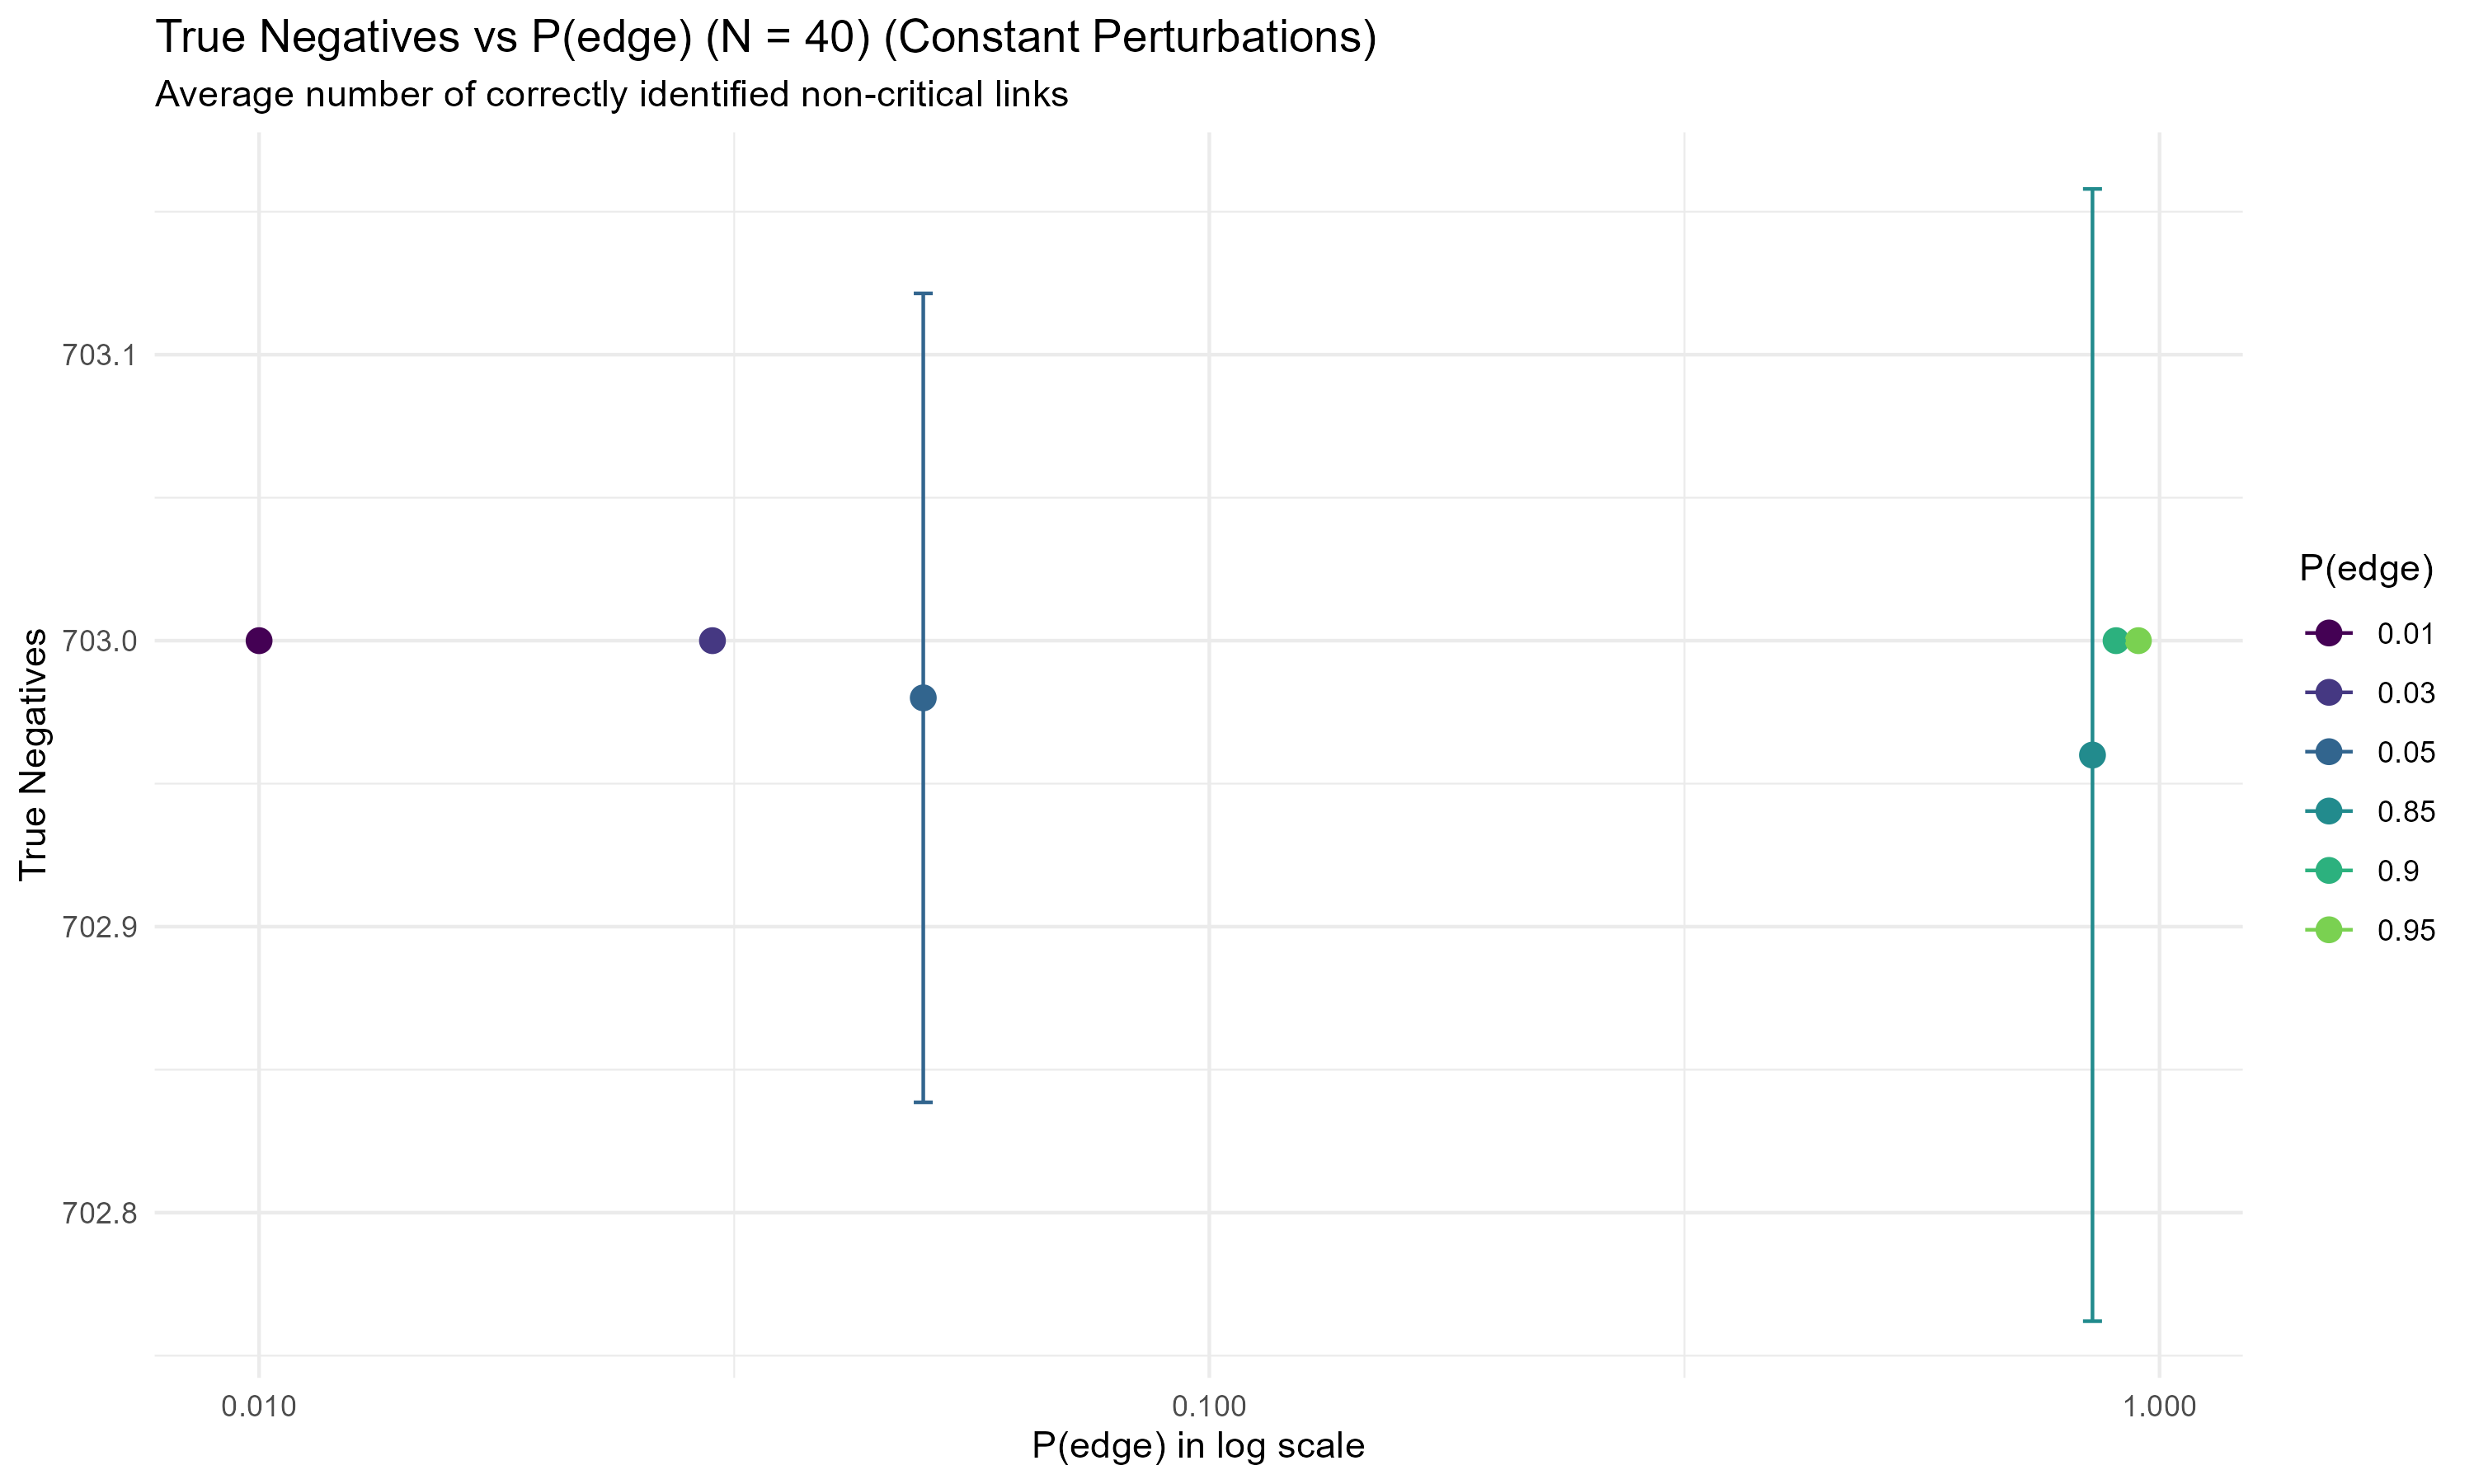 True Negatives vs P(edge) (N = 40) (Constant Perturbations)
Average number of correctly identified non-critical links
True Negatives
703.1
703.0
702.9
702.8
0.010
0.100
1.000
P(edge) in log scale
P(edge)
0.01
0.03
0.05
0.85
0.9
0.95